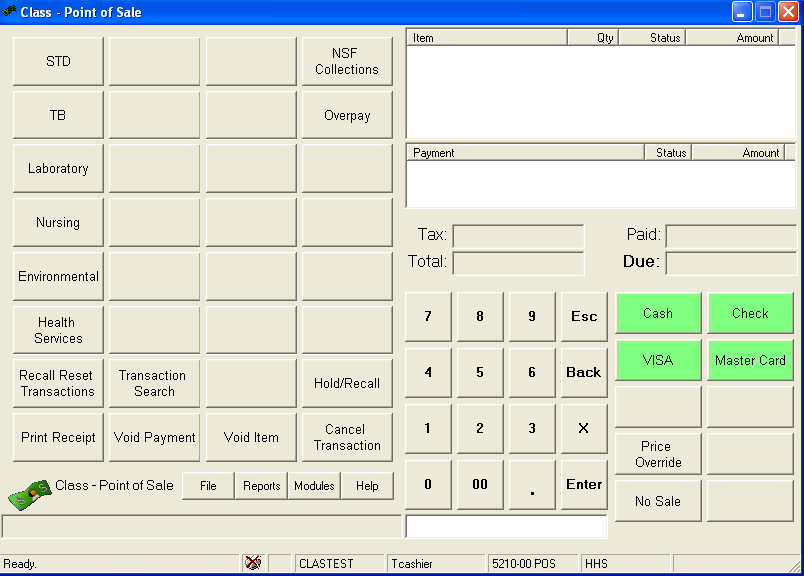 Class - Point of Sale
STD
NSF
Collections
TB
Overpay
Laboratory
Nursing
Environmental
Health
Services
Recall Reset
Transactions
Transaction
Search
Hold/Recall
Print Receipt
Void Payment
Void Item
Cancel
Transaction
Class - Point of Sale
File
Reports
Modules
Help
Item Qty Status Amount
Payment Status Amount
Tax: Paid:
Total: Due:
7 8 9 Esc
4 5 6 Back
1 2 3 X
0 00 . Enter
Cash Check
VISA Master Card
Price
Override
No Sale
Ready. CLASTEST Tcashier 5210-00 POS HHS